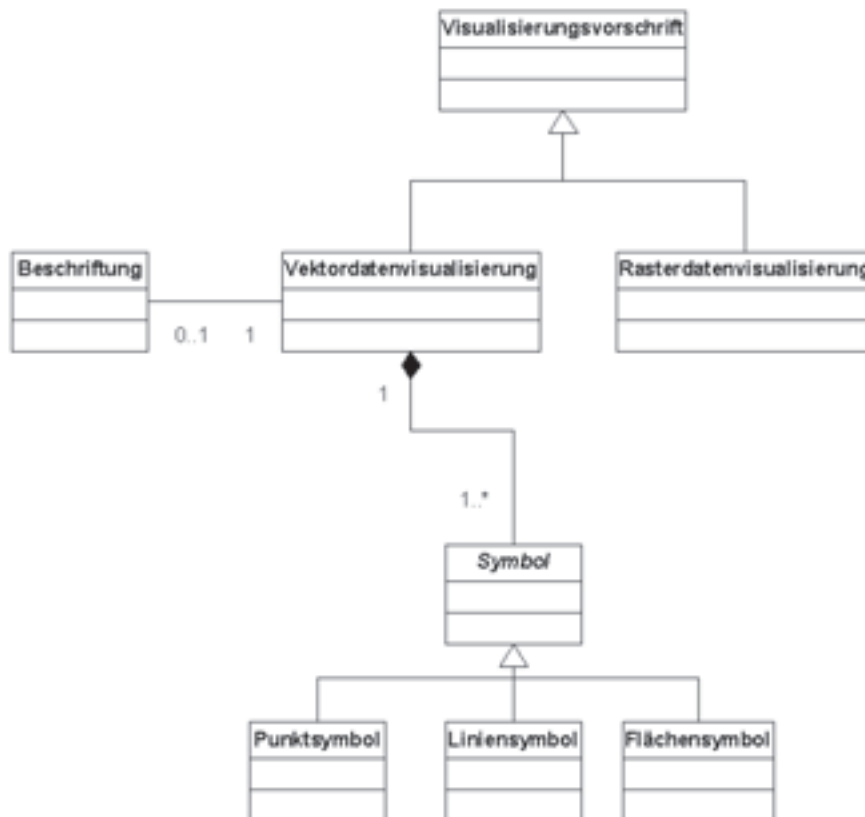 Visualisierungsvorschrift
Beschriftung
Vektordatenvisualisierung
Rasterdatenvisualisierung
0..1
1
1
1..*
Symbol
Punktsymbol
Liniensymbol
Flächensymbol